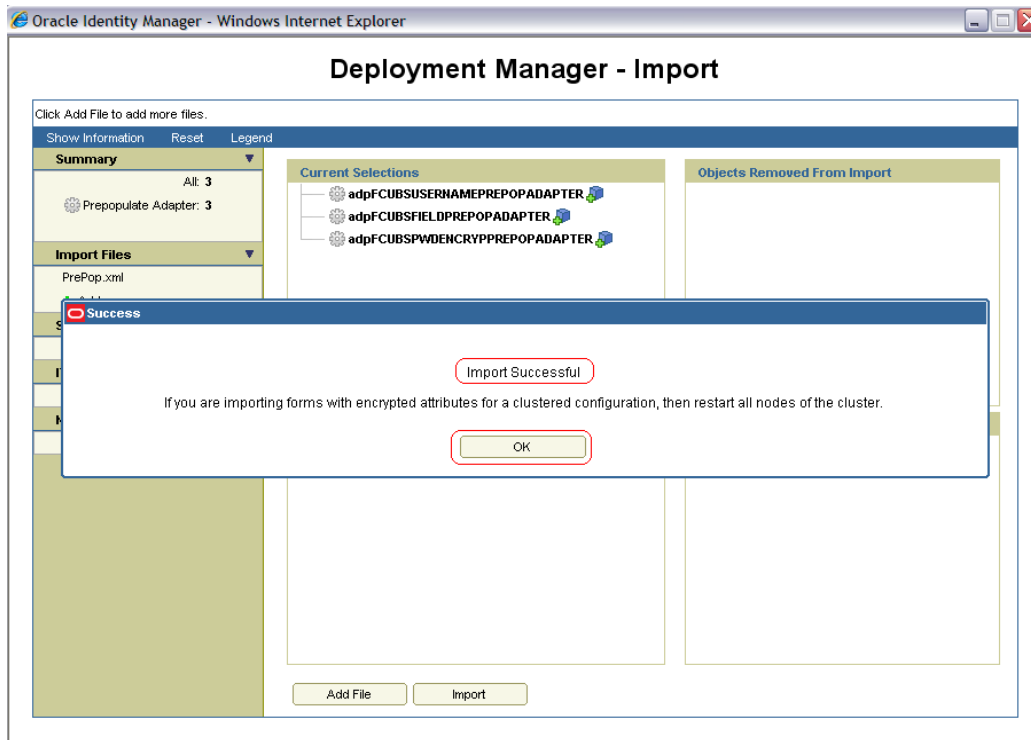 Oracle Identity Manager - Windows Internet Explorer
Deployment Manager - Import
Click Add File to add more files.
Show Information Reset Legend
Summary
All: 3
Prepopulate Adapter: 3
Import Files
PrePop.xml
Current Selections
adpFCUBSUSERNAMEPREPOPADAPTER
adpFCUBSFIELDPREPOPADAPTER
adpFCUBSPWDENCRYPPREPOPADAPTER
Objects Removed From Import
Success
Import Successful
If you are importing forms with encrypted attributes for a clustered configuration, then restart all nodes of the cluster.
OK
Add File Import